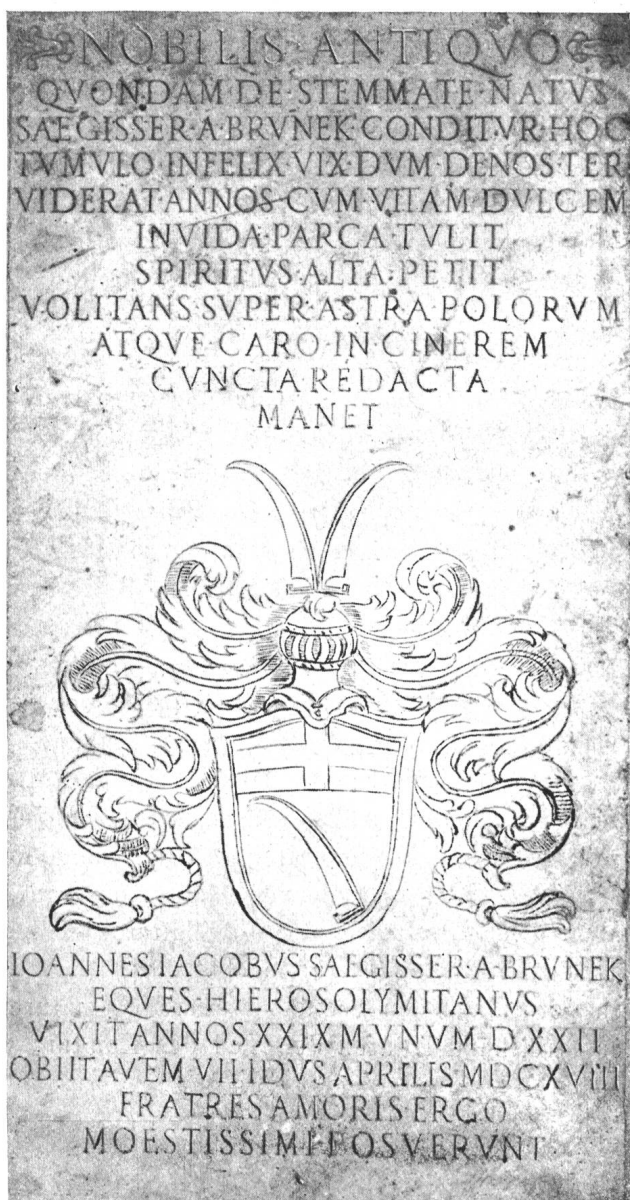 NOBILIS·ANTIQVO
QVONDAM·DE·STEMMATE·NATVS
SAEGISSER·A·BRVNEK·CONDITVR·HOC
TVMVLO·INFELIX·VIX·DVM·DENOS·TER
VIDERAT·ANNOS·CVM·VITAM·DVLCEM
INVIDA·PARCA·TVLIT
SPIRITVS·ALTA·PETIT
VOLITANS·SVPER·ASTRA·POLORVM
ATQVE·CARO·IN CINEREM
CVNCTA REDACTA
MANET
IOANNES IACOBVS SAEGISSER·A·BRVNEK
EQVES·HIEROSOLYMITANVS
VIXIT ANNOS XXIX M VNVM D XXII
OBIIT AVTEM VII IDVS APRILIS MDCXVIII
FRATRES AMORIS ERGO
MOESTISSIMI POSVERVNT